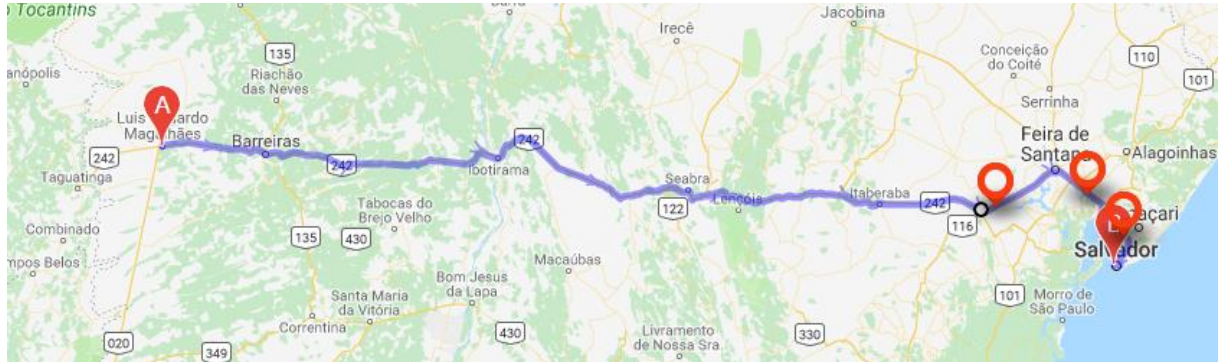 o Tocantins
Irecê
Jacobina
135
Riachão
das Neves
Conceição
do Coité
110
101
Serrinha
A
Luis
Barreiras
242
242
242
Ibotirama
Feira de
Santana
Alagoinhas
Taguatinga
Seabra
Itaberaba
242
122
Lençóis
116
Tabocas do
Brejo Velho
Combinado
135
430
Macaúbas
Salvador
mpos Belos
Bom Jesus
da Lapa
Santa Maria
da Vitória
101
Morro de
São Paulo
Correntina
430
Livramento
de Nossa Sra.
330
020
349